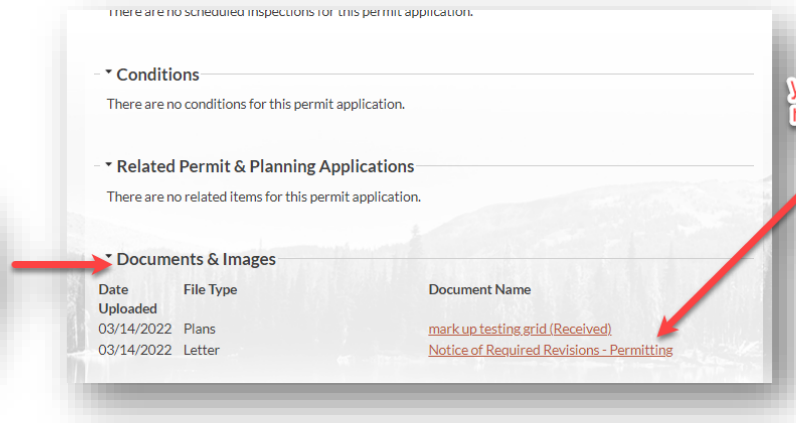 There are no scheduled inspections for this permit application.
Conditions
There are no conditions for this permit application.
Related Permit & Planning Applications
There are no related items for this permit application.
Documents & Images
Date Uploaded File Type Document Name
03/14/2022 Plans mark up testing grid (Received)
03/14/2022 Letter Notice of Required Revisions - Permitting